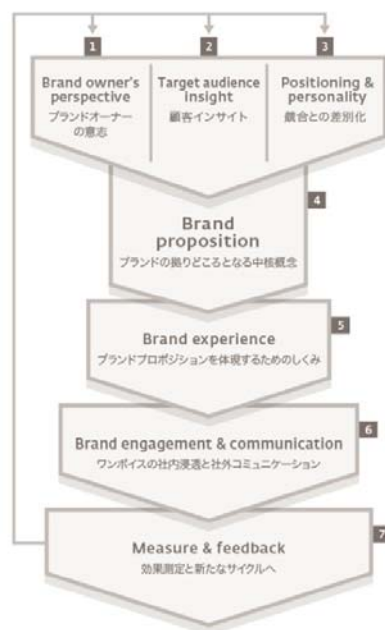 1
Brand owner's
perspective
ブランドオーナー
の意志
2
Target audience
insight
顧客インサイト
3
Positioning &
personality
競合との差別化
4
Brand
proposition
ブランドの拠りどころとなる中核概念
5
Brand experience
ブランドプロポジションを体現するためのしくみ
6
Brand engagement & communication
ワンボイスの社内浸透と社外コミュニケーション
7
Measure & feedback
効果測定と新たなサイクルへ